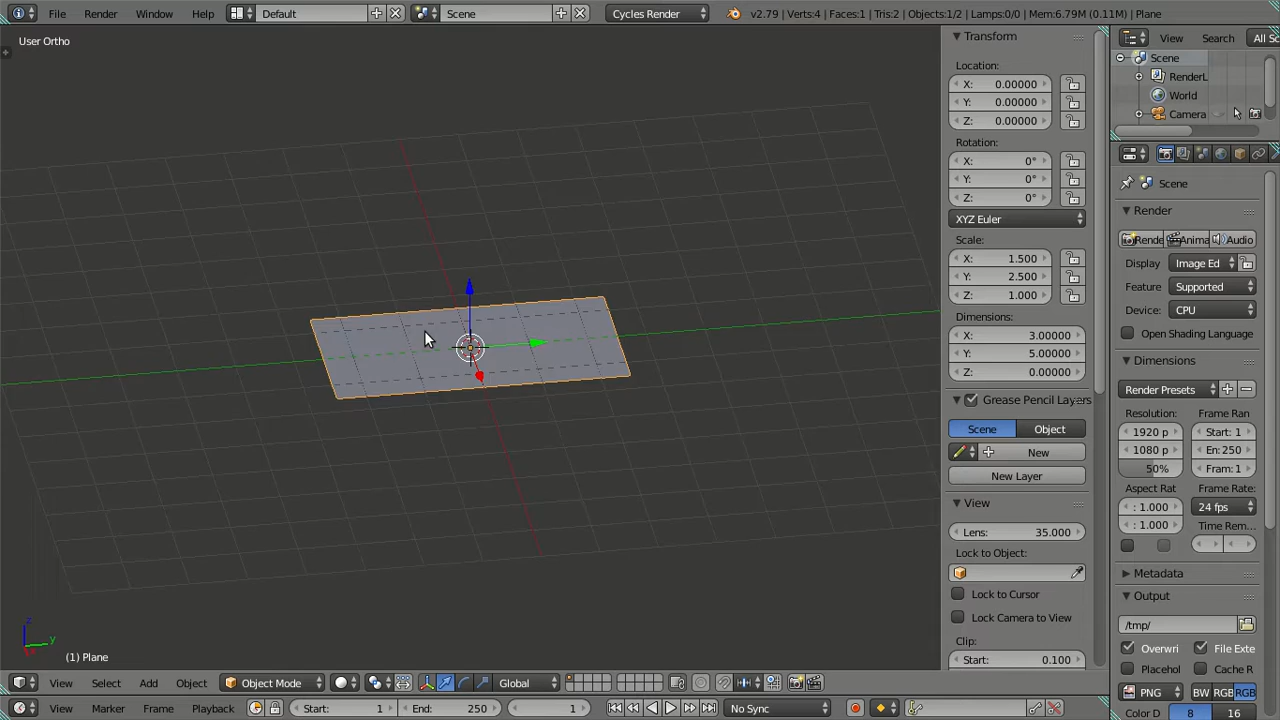 File Render Window Help Default Scene Cycles Render v2.79 | Verts:4 | Faces:1 | Tris:2 | Objects:1/2 | Lamps:0/0 | Mem:6.79M (0.11M) | Plane
User Ortho
Transform
Location:
X: 0.00000
Y: 0.00000
Z: 0.00000
Rotation:
X: 0°
Y: 0°
Z: 0°
XYZ Euler
Scale:
X: 1.500
Y: 2.500
Z: 1.000
Dimensions:
X: 3.00000
Y: 5.00000
Z: 0.00000
Grease Pencil Layers
Scene Object
New
New Layer
View
Lens: 35.000
Lock to Object:
Lock to Cursor
Lock Camera to View
Clip:
Start: 0.100
View Search All Sc
Scene
RenderL
World
Camera
Scene
Render
Rende Anima Audio
Display Image Ed
Feature Supported
Device: CPU
Open Shading Language
Dimensions
Render Presets
Resolution: Frame Ran
1920 p Start: 1
1080 p En: 250
50% Fram: 1
Aspect Rat Frame Rate:
: 1.000 24 fps
: 1.000 Time Rem...
Metadata
Output
/tmp/
Overwri File Exte
Placehol Cache R
PNG BW RGB RGB
Color D 8 16
z
y
(1) Plane
View Select Add Object Object Mode Global
View Marker Frame Playback Start: 1 End: 250 1 No Sync